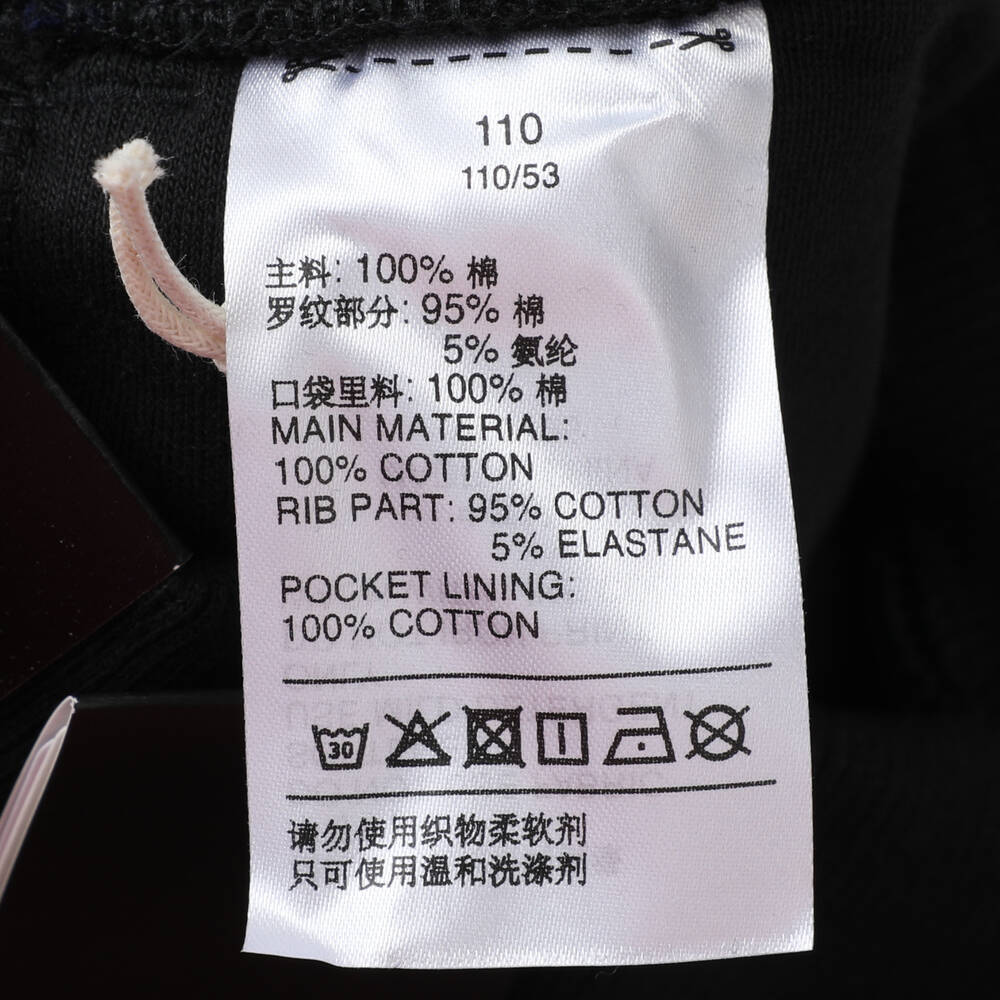 110
110/53
主料: 100% 棉
罗纹部分: 95% 棉
5% 氨纶
口袋里料: 100% 棉
MAIN MATERIAL:
100% COTTON
RIB PART: 95% COTTON
5% ELASTANE
POCKET LINING:
100% COTTON
30
请勿使用织物柔软剂
只可使用温和洗涤剂